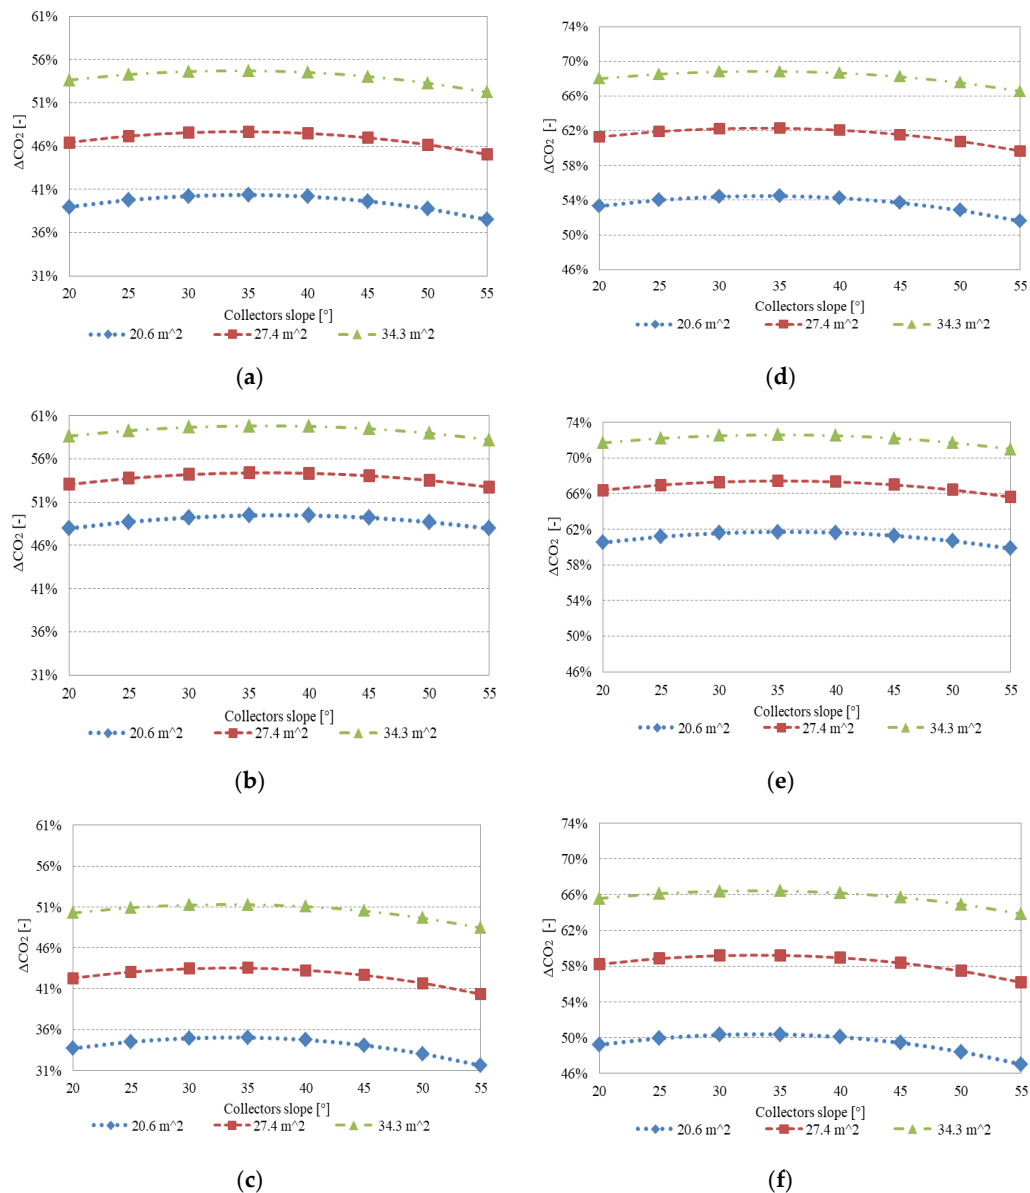 61%
56%
51%
46%
41%
36%
31%
ΔCO2 [-]
20 25 30 35 40 45 50 55
Collectors slope [°]
20.6 m^2 27.4 m^2 34.3 m^2
(a)
74%
70%
66%
62%
58%
54%
50%
46%
ΔCO2 [-]
20 25 30 35 40 45 50 55
Collectors slope [°]
20.6 m^2 27.4 m^2 34.3 m^2
(d)
61%
56%
51%
46%
41%
36%
31%
ΔCO2 [-]
20 25 30 35 40 45 50 55
Collectors slope [°]
20.6 m^2 27.4 m^2 34.3 m^2
(b)
74%
70%
66%
62%
58%
54%
50%
46%
ΔCO2 [-]
20 25 30 35 40 45 50 55
Collectors slope [°]
20.6 m^2 27.4 m^2 34.3 m^2
(e)
61%
56%
51%
46%
41%
36%
31%
ΔCO2 [-]
20 25 30 35 40 45 50 55
Collectors slope [°]
20.6 m^2 27.4 m^2 34.3 m^2
(c)
74%
70%
66%
62%
58%
54%
50%
46%
ΔCO2 [-]
20 25 30 35 40 45 50 55
Collectors slope [°]
20.6 m^2 27.4 m^2 34.3 m^2
(f)